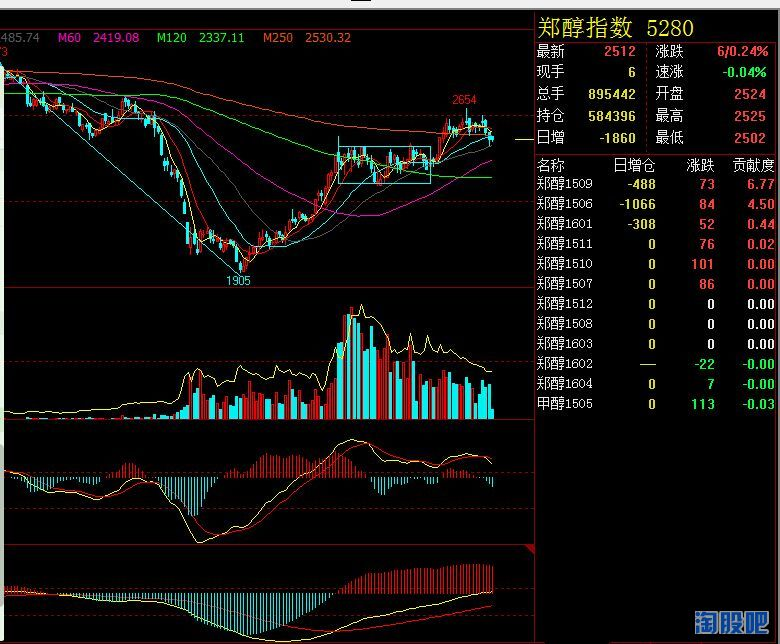 郑醇指数 5280
485.74 M60 2419.08 M120 2337.11 M250 2530.32
最新 2512 涨跌 6/0.24%
现手 6 速涨 -0.04%
总手 895442 开盘 2524
持仓 584396 最高 2525
日增 -1860 最低 2502
2654
1905
名称 日增仓 涨跌 贡献度
郑醇1509 -488 73 6.77
郑醇1506 -1066 84 4.50
郑醇1601 -308 52 0.44
郑醇1511 0 76 0.02
郑醇1510 0 101 0.00
郑醇1507 0 86 0.00
郑醇1512 0 0 0.00
郑醇1508 0 0 0.00
郑醇1603 0 0 0.00
郑醇1602 — -22 -0.00
郑醇1604 0 7 -0.00
甲醇1505 0 113 -0.03
淘股吧